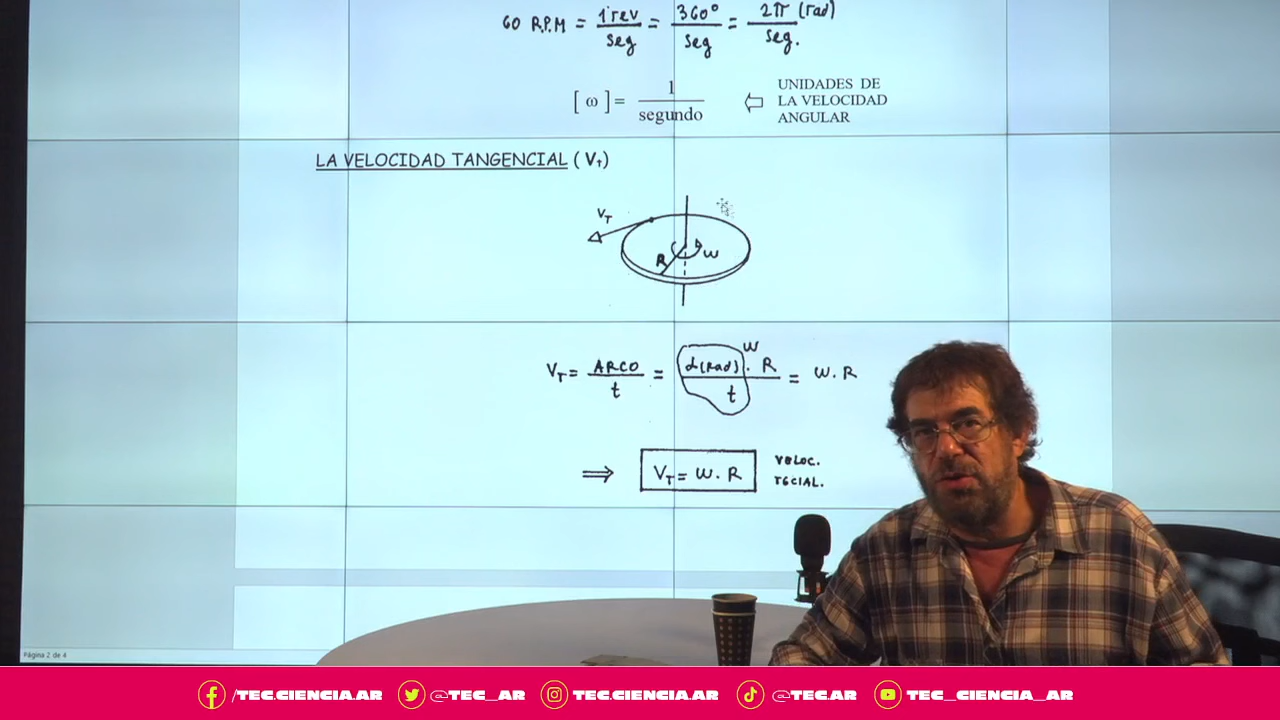 60 R.P.M = 1 rev / seg = 360° / seg = 2π (rad) / seg.
[ ω ] = 1 / segundo ⇦ UNIDADES DE
LA VELOCIDAD
ANGULAR
LA VELOCIDAD TANGENCIAL ( VT )
VT
R
ω
VT = ARCO / t = α (rad) . R / t = ω . R
ω
⇒ VT = ω . R
VELOC.
TGCIAL.
Página 2 de 4
/TEC.CIENCIA.AR @TEC_AR TEC.CIENCIA.AR @TEC.AR TEC_CIENCIA_AR